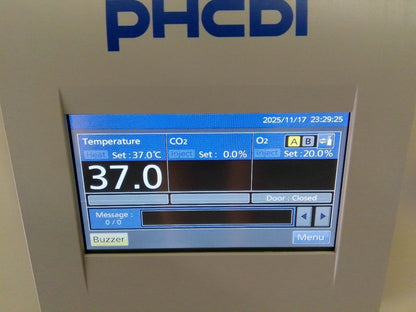 PHCbi
2025/11/17 23:29:25
Temperature CO2 O2 A B
Set : 37.0℃ Set : 0.0% Set : 20.0%
37.0
Door : Closed
Message :
0 / 0
Buzzer Menu